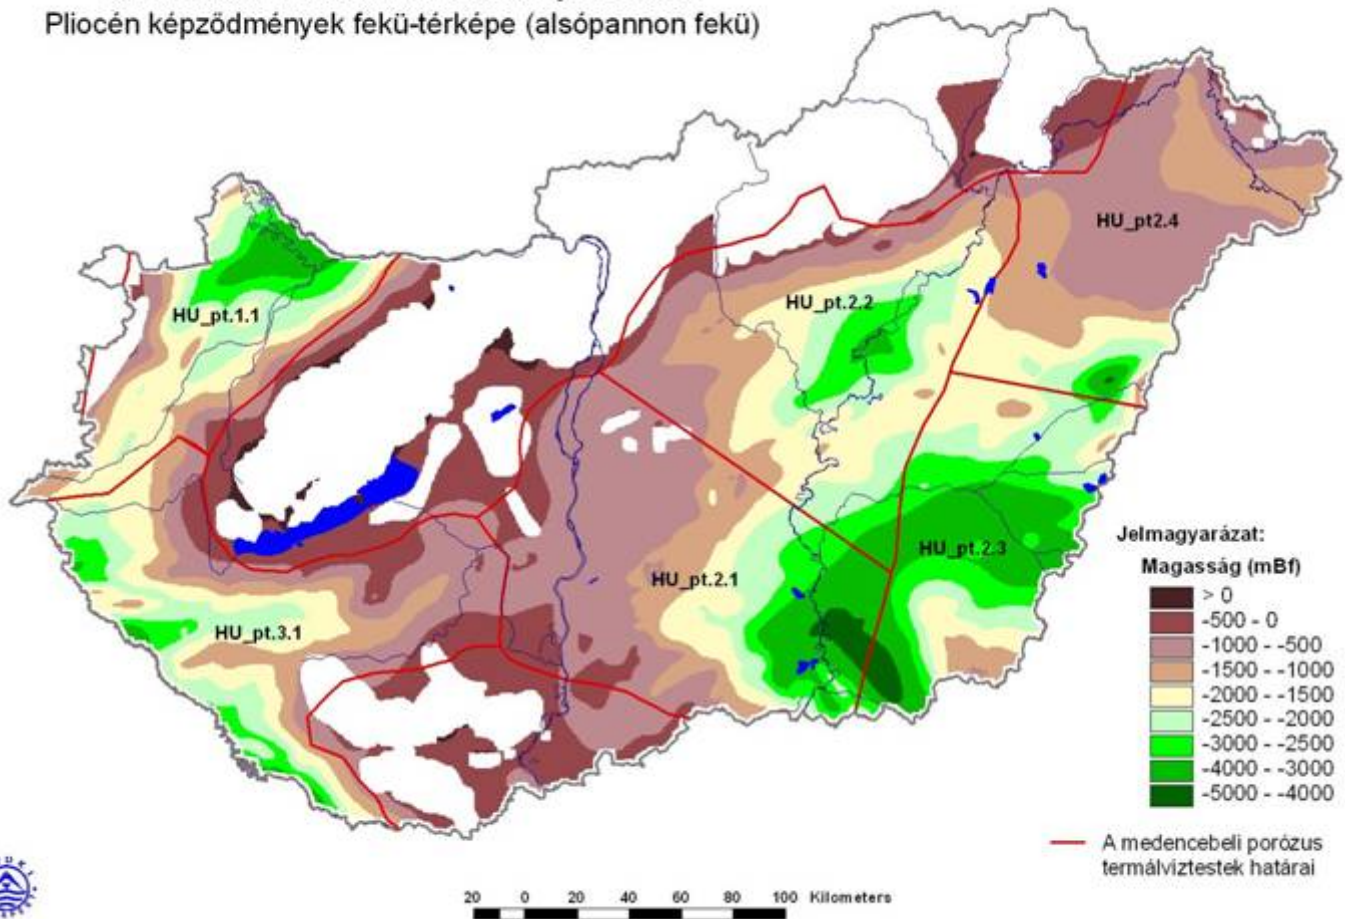 Pliocén képződmények fekü-térképe (alsópannon fekü)
HU_pt2.4
HU_pt.2.2
HU_pt.1.1
HU_pt.2.3
HU_pt.2.1
HU_pt.3.1
Jelmagyarázat:
Magasság (mBf)
> 0
-500 - 0
-1000 - -500
-1500 - -1000
-2000 - -1500
-2500 - -2000
-3000 - -2500
-4000 - -3000
-5000 - -4000
A medencebeli porózus
termálvíztestek határai
20 0 20 40 60 80 100 Kilometers